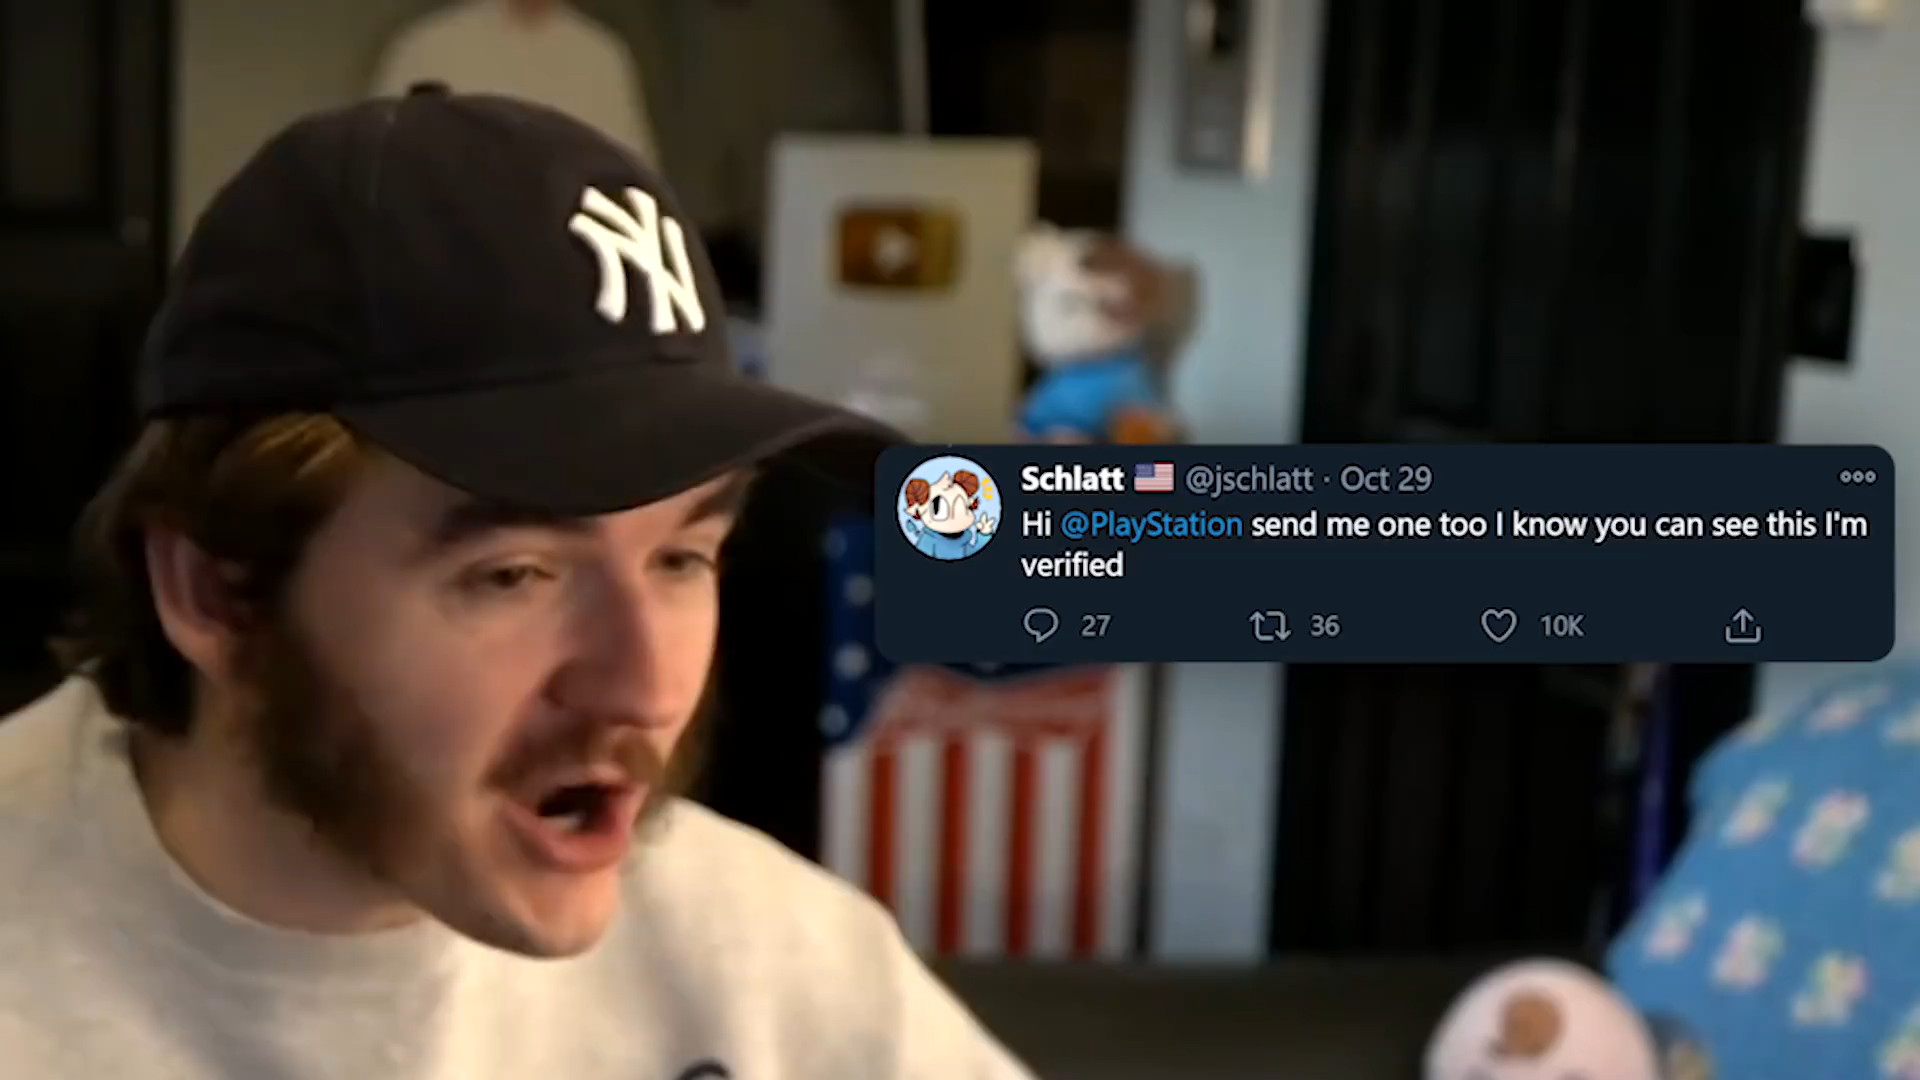 NY
Schlatt 🇺🇸 @jschlatt · Oct 29
Hi @PlayStation send me one too I know you can see this I'm
verified
27 36 10K